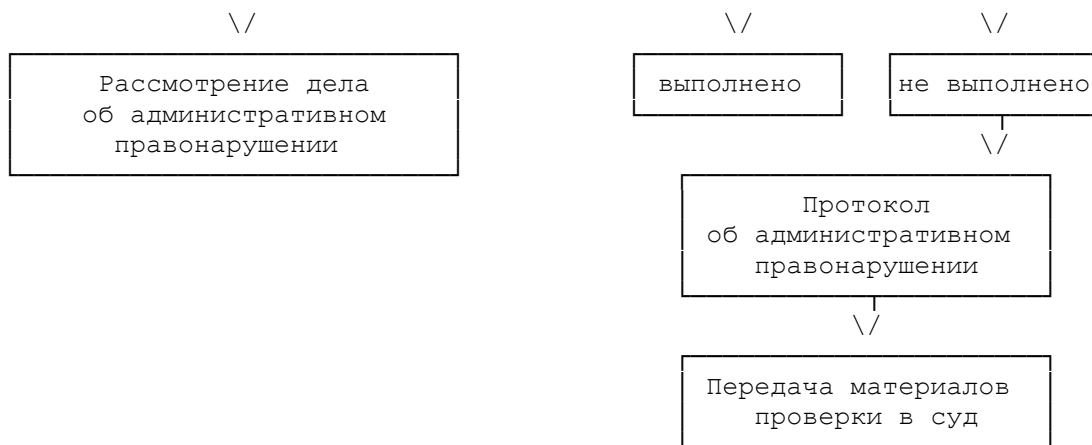 Рассмотрение дела
об административном
правонарушении
выполнено
не выполнено
Протокол
об административном
правонарушении
Передача материалов
проверки в суд